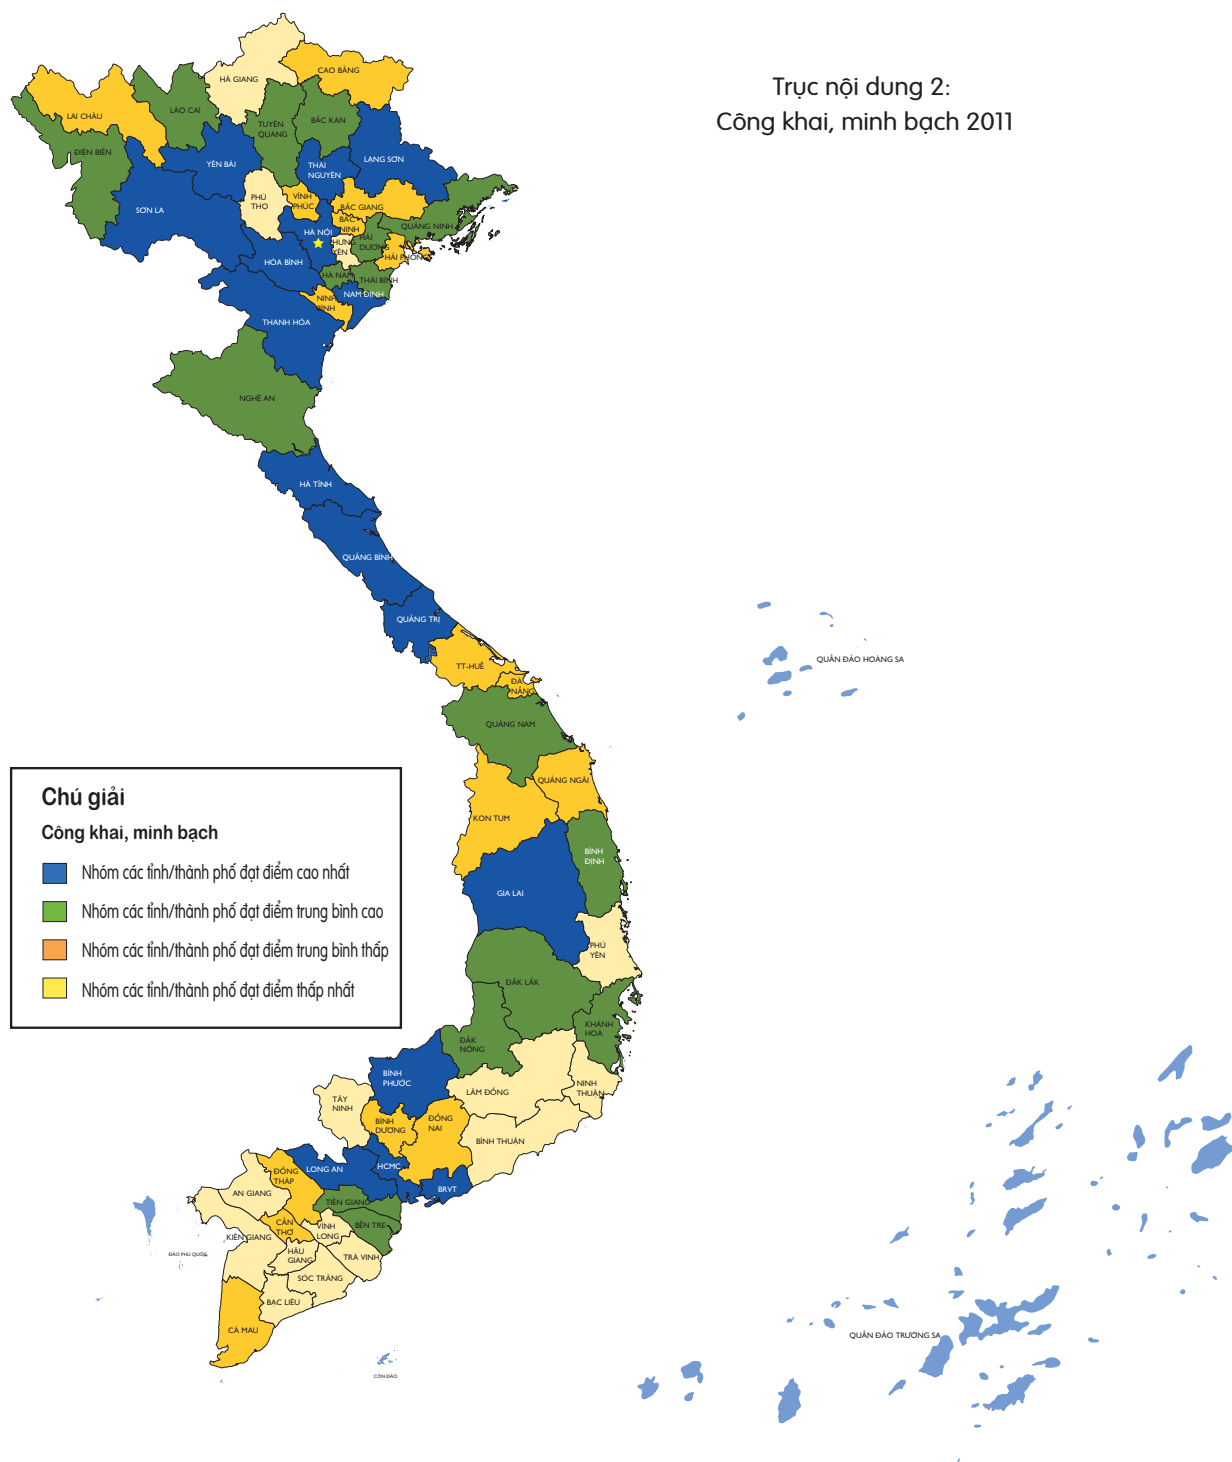 Trục nội dung 2:
Công khai, minh bạch 2011
HÀ GIANG
CAO BẰNG
LAI CHÂU
LÀO CAI
TUYÊN
QUANG
BẮC KẠN
ĐIỆN BIÊN
YÊN BÁI
THÁI
NGUYÊN
LẠNG SƠN
SƠN LA
PHÚ
THỌ
VĨNH
PHÚC
BẮC GIANG
BẮC
NINH
QUẢNG NINH
HÀ NỘI
HƯNG
YÊN
HẢI
DƯƠNG
HẢI PHÒNG
HÒA BÌNH
HÀ NAM
THÁI BÌNH
NINH
BÌNH
NAM ĐỊNH
THANH HÓA
NGHỆ AN
HÀ TĨNH
QUẢNG BÌNH
QUẢNG TRỊ
TT-HUẾ
ĐÀ
NẴNG
QUẢNG NAM
QUẢNG NGÃI
KON TUM
BÌNH
ĐỊNH
GIA LAI
PHÚ
YÊN
ĐẮK LẮK
KHÁNH
HOÀ
ĐẮK
NÔNG
BÌNH
PHƯỚC
LÂM ĐỒNG
NINH
THUẬN
TÂY
NINH
BÌNH
DƯƠNG
ĐỒNG
NAI
BÌNH THUẬN
LONG AN
HCMC
BRVT
ĐỒNG
THÁP
AN GIANG
TIỀN GIANG
BẾN TRE
CẦN
THƠ
VĨNH
LONG
KIÊN GIANG
HẬU
GIANG
TRÀ VINH
SÓC TRĂNG
BẠC LIÊU
CÀ MAU
ĐẢO PHÚ QUỐC
CÔN ĐẢO
QUẦN ĐẢO HOÀNG SA
QUẦN ĐẢO TRƯỜNG SA
Chú giải
Công khai, minh bạch
Nhóm các tỉnh/thành phố đạt điểm cao nhất
Nhóm các tỉnh/thành phố đạt điểm trung bình cao
Nhóm các tỉnh/thành phố đạt điểm trung bình thấp
Nhóm các tỉnh/thành phố đạt điểm thấp nhất